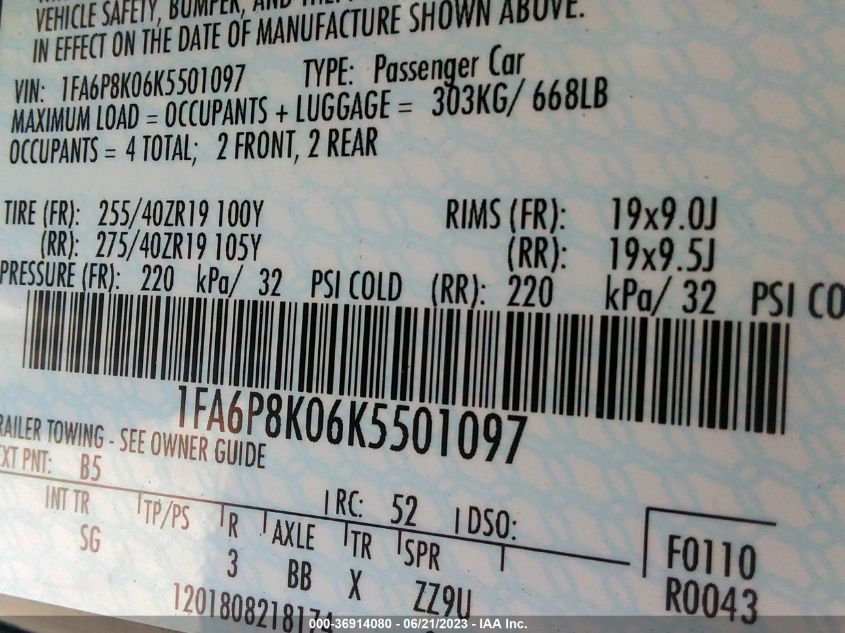 VEHICLE SAFETY, BUMPER, AND
IN EFFECT ON THE DATE OF MANUFACTURE SHOWN ABOVE.
VIN: 1FA6P8K06K5501097 TYPE: Passenger Car
MAXIMUM LOAD = OCCUPANTS + LUGGAGE = 303KG/ 668LB
OCCUPANTS = 4 TOTAL; 2 FRONT, 2 REAR
TIRE (FR): 255/40ZR19 100Y RIMS (FR): 19x9.0J
(RR): 275/40ZR19 105Y (RR): 19x9.5J
PRESSURE (FR): 220 kPa/ 32 PSI COLD (RR): 220 kPa/ 32 PSI CO
1FA6P8K06K5501097
RAILER TOWING - SEE OWNER GUIDE
XT PNT: B5 RC: 52 DSO:
INT TR TP/PS R AXLE TR SPR F0110
SG 3 BB X ZZ9U R0043
1201808218174
000-36914080 - 06/21/2023 - IAA Inc.